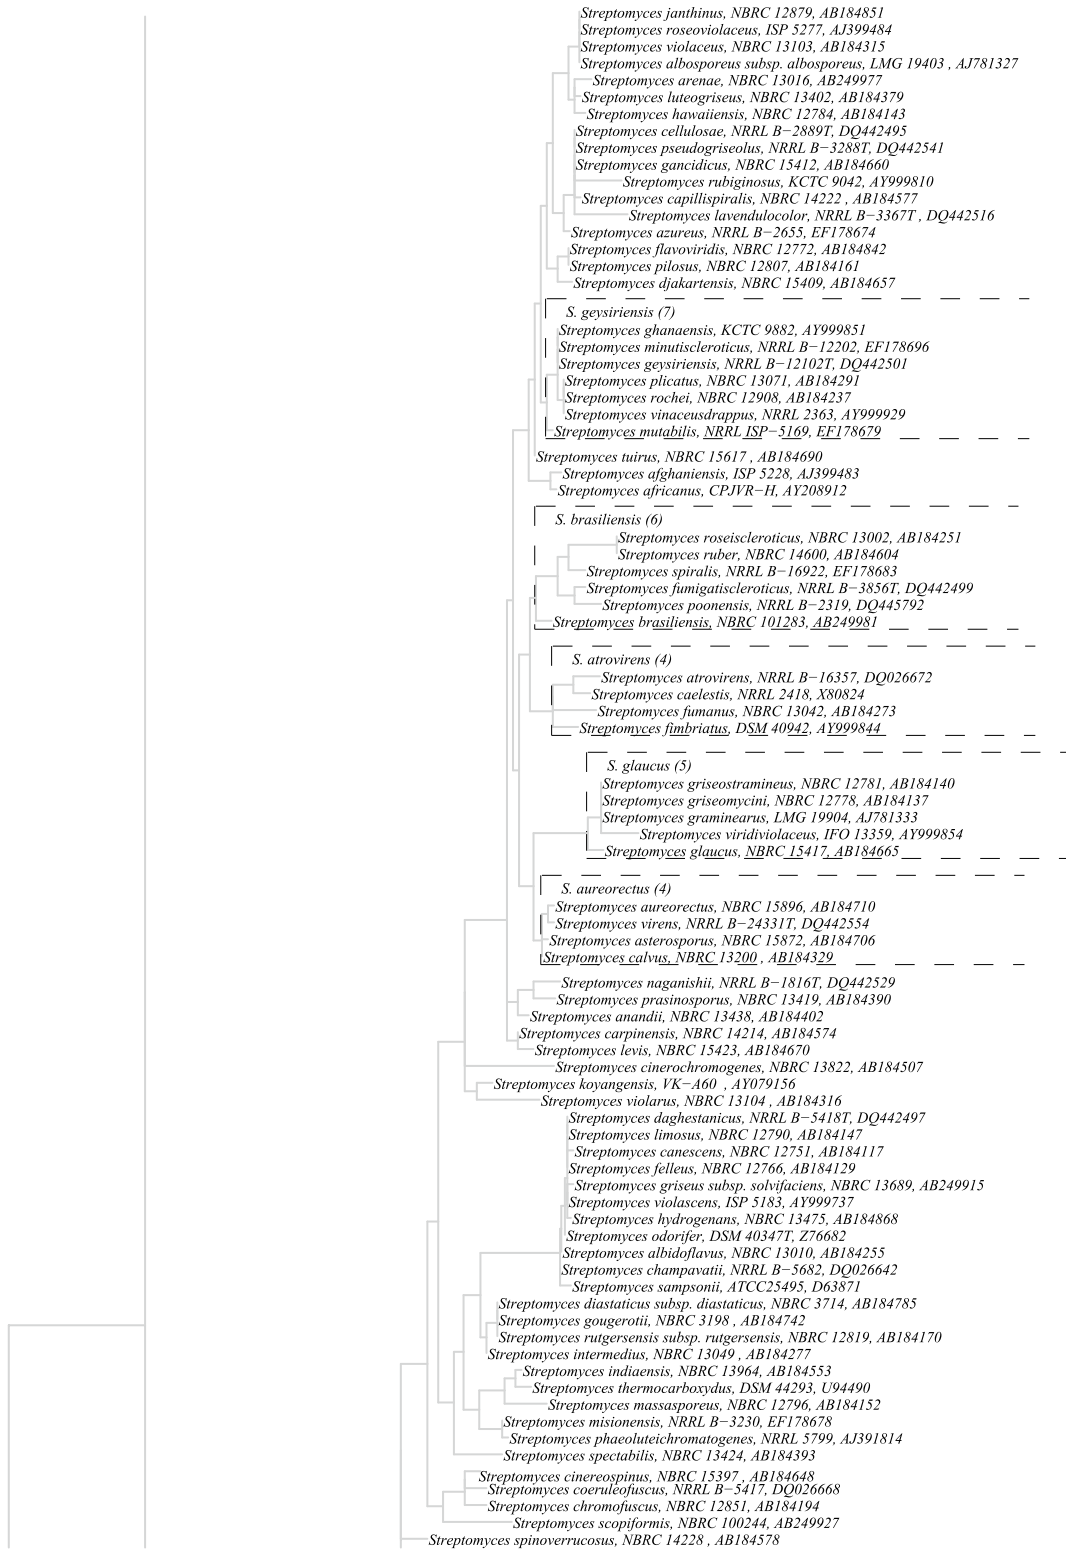 Streptomyces janthinus, NBRC 12879, AB184851
Streptomyces roseoviolaceus, ISP 5277, AJ399484
Streptomyces violaceus, NBRC 13103, AB184315
Streptomyces albosporeus subsp. albosporeus, LMG 19403 , AJ781327
Streptomyces arenae, NBRC 13016, AB249977
Streptomyces luteogriseus, NBRC 13402, AB184379
Streptomyces hawaiiensis, NBRC 12784, AB184143
Streptomyces cellulosae, NRRL B−2889T, DQ442495
Streptomyces pseudogriseolus, NRRL B−3288T, DQ442541
Streptomyces gancidicus, NBRC 15412, AB184660
Streptomyces rubiginosus, KCTC 9042, AY999810
Streptomyces capillispiralis, NBRC 14222 , AB184577
Streptomyces lavendulocolor, NRRL B−3367T , DQ442516
Streptomyces azureus, NRRL B−2655, EF178674
Streptomyces flavoviridis, NBRC 12772, AB184842
Streptomyces pilosus, NBRC 12807, AB184161
Streptomyces djakartensis, NBRC 15409, AB184657
S. geysiriensis (7)
Streptomyces ghanaensis, KCTC 9882, AY999851
Streptomyces minutiscleroticus, NRRL B−12202, EF178696
Streptomyces geysiriensis, NRRL B−12102T, DQ442501
Streptomyces plicatus, NBRC 13071, AB184291
Streptomyces rochei, NBRC 12908, AB184237
Streptomyces vinaceusdrappus, NRRL 2363, AY999929
Streptomyces mutabilis, NRRL ISP−5169, EF178679
Streptomyces tuirus, NBRC 15617 , AB184690
Streptomyces afghaniensis, ISP 5228, AJ399483
Streptomyces africanus, CPJVR−H, AY208912
S. brasiliensis (6)
Streptomyces roseiscleroticus, NBRC 13002, AB184251
Streptomyces ruber, NBRC 14600, AB184604
Streptomyces spiralis, NRRL B−16922, EF178683
Streptomyces fumigatiscleroticus, NRRL B−3856T, DQ442499
Streptomyces poonensis, NRRL B−2319, DQ445792
Streptomyces brasiliensis, NBRC 101283, AB249981
S. atrovirens (4)
Streptomyces atrovirens, NRRL B−16357, DQ026672
Streptomyces caelestis, NRRL 2418, X80824
Streptomyces fumanus, NBRC 13042, AB184273
Streptomyces fimbriatus, DSM 40942, AY999844
S. glaucus (5)
Streptomyces griseostramineus, NBRC 12781, AB184140
Streptomyces griseomycini, NBRC 12778, AB184137
Streptomyces graminearus, LMG 19904, AJ781333
Streptomyces viridiviolaceus, IFO 13359, AY999854
Streptomyces glaucus, NBRC 15417, AB184665
S. aureorectus (4)
Streptomyces aureorectus, NBRC 15896, AB184710
Streptomyces virens, NRRL B−24331T, DQ442554
Streptomyces asterosporus, NBRC 15872, AB184706
Streptomyces calvus, NBRC 13200 , AB184329
Streptomyces naganishii, NRRL B−1816T, DQ442529
Streptomyces prasinosporus, NBRC 13419, AB184390
Streptomyces anandii, NBRC 13438, AB184402
Streptomyces carpinensis, NBRC 14214, AB184574
Streptomyces levis, NBRC 15423, AB184670
Streptomyces cinerochromogenes, NBRC 13822, AB184507
Streptomyces koyangensis, VK−A60 , AY079156
Streptomyces violarus, NBRC 13104 , AB184316
Streptomyces daghestanicus, NRRL B−5418T, DQ442497
Streptomyces limosus, NBRC 12790, AB184147
Streptomyces canescens, NBRC 12751, AB184117
Streptomyces felleus, NBRC 12766, AB184129
Streptomyces griseus subsp. solvifaciens, NBRC 13689, AB249915
Streptomyces violascens, ISP 5183, AY999737
Streptomyces hydrogenans, NBRC 13475, AB184868
Streptomyces odorifer, DSM 40347T, Z76682
Streptomyces albidoflavus, NBRC 13010, AB184255
Streptomyces champavatii, NRRL B−5682, DQ026642
Streptomyces sampsonii, ATCC25495, D63871
Streptomyces diastaticus subsp. diastaticus, NBRC 3714, AB184785
Streptomyces gougerotii, NBRC 3198 , AB184742
Streptomyces rutgersensis subsp. rutgersensis, NBRC 12819, AB184170
Streptomyces intermedius, NBRC 13049 , AB184277
Streptomyces indiaensis, NBRC 13964, AB184553
Streptomyces thermocarboxydus, DSM 44293, U94490
Streptomyces massasporeus, NBRC 12796, AB184152
Streptomyces misionensis, NRRL B−3230, EF178678
Streptomyces phaeoluteichromatogenes, NRRL 5799, AJ391814
Streptomyces spectabilis, NBRC 13424, AB184393
Streptomyces cinereospinus, NBRC 15397 , AB184648
Streptomyces coeruleofuscus, NRRL B−5417, DQ026668
Streptomyces chromofuscus, NBRC 12851, AB184194
Streptomyces scopiformis, NBRC 100244, AB249927
Streptomyces spinoverrucosus, NBRC 14228 , AB184578